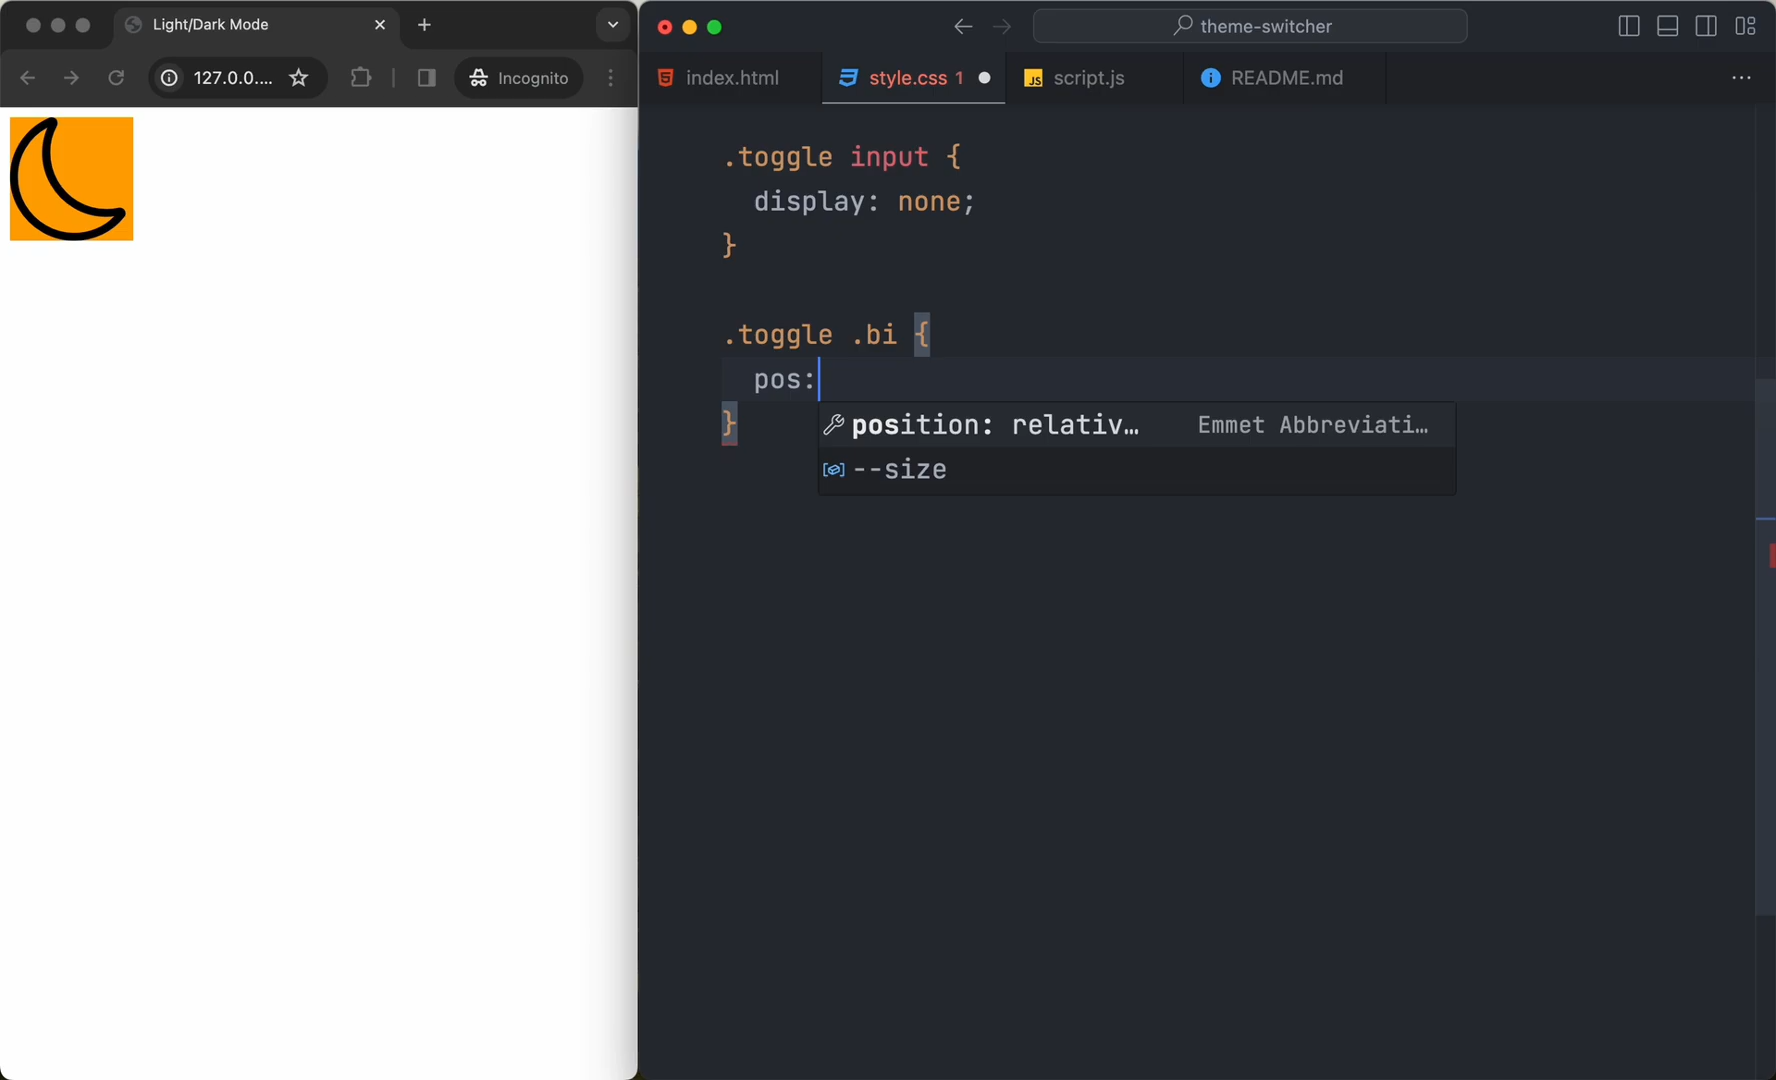 Light/Dark Mode
127.0.0....
Incognito
theme-switcher
index.html
style.css 1
JS script.js
README.md
.toggle input {
display: none;
}
.toggle .bi {
pos:
}
position: relativ… Emmet Abbreviati…
--size